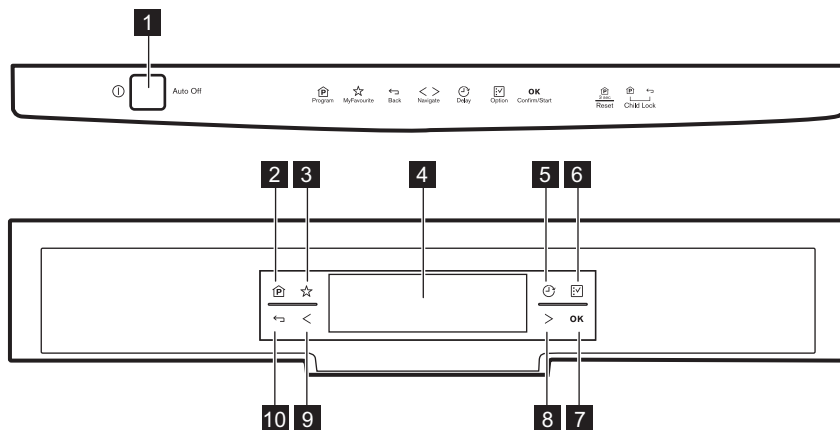 1
Auto Off
Program MyFavourite Back Navigate Delay Option OK Confirm/Start
3 sec
Reset Child Lock
2 3 4 5 6
P
OK
10 9 8 7